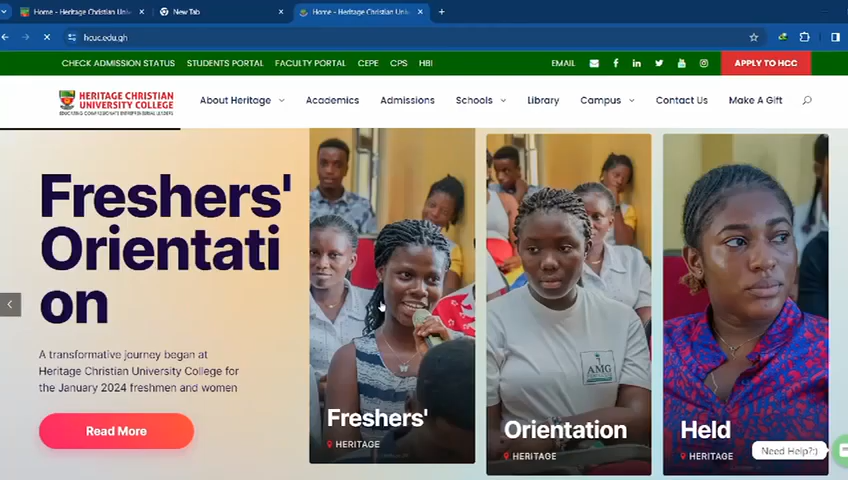 Home - Heritage Christian Univ
New Tab
Home - Heritage Christian Univ
hcuc.edu.gh
CHECK ADMISSION STATUS STUDENTS PORTAL FACULTY PORTAL CEPE CPS HBI EMAIL APPLY TO HCC
HERITAGE CHRISTIAN
UNIVERSITY COLLEGE
About Heritage Academics Admissions Schools Library Campus Contact Us Make A Gift
Freshers'
Orientati
on
A transformative journey began at
Heritage Christian University College for
the January 2024 freshmen and women
Read More
Freshers'
HERITAGE
AMG
Orientation
HERITAGE
Held
HERITAGE
Need Help?:)